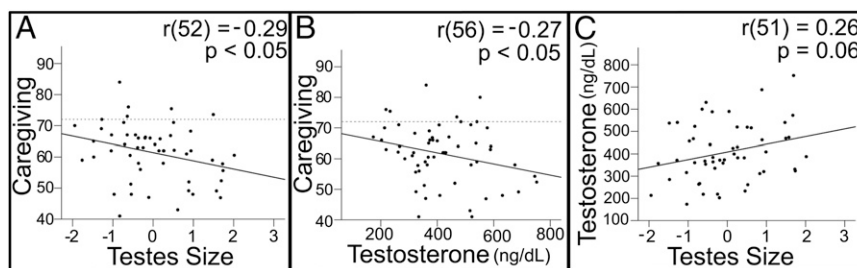 A
r(52) = -0.29
p < 0.05
Caregiving
90
80
70
60
50
40
-2 -1 0 1 2 3
Testes Size
B
r(56) = -0.27
p < 0.05
Caregiving
90
80
70
60
50
40
200 400 600 800
Testosterone (ng/dL)
C
r(51) = 0.26
p = 0.06
Testosterone (ng/dL)
800
700
600
500
400
300
200
100
-2 -1 0 1 2 3
Testes Size